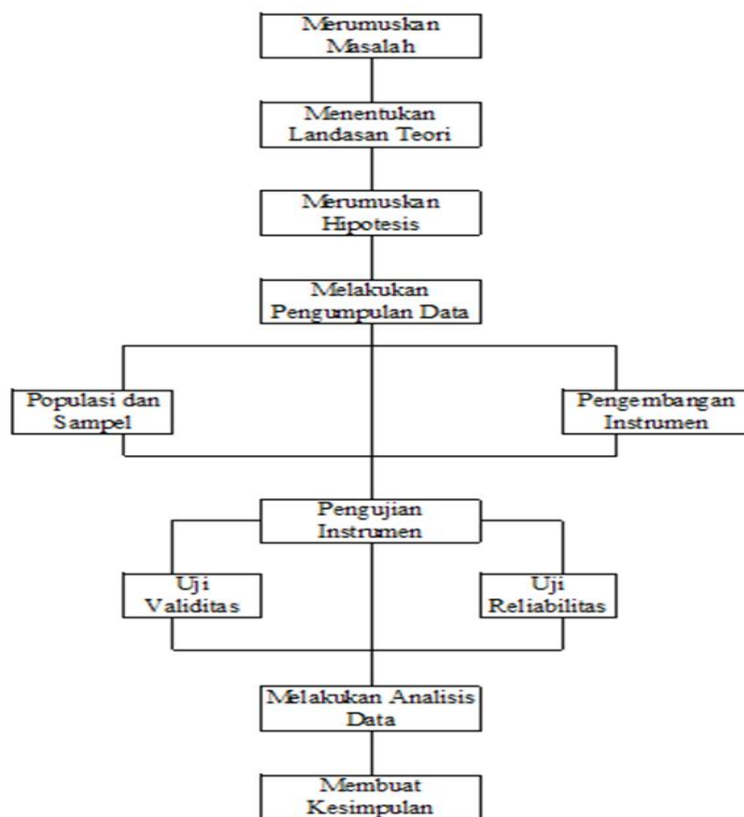 Merumuskan
Masalah
Menentukan
Landasan Teori
Merumuskan
Hipotesis
Melakukan
Pengumpulan Data
Populasi dan
Sampel
Pengembangan
Instrumen
Pengujian
Instrumen
Uji
Validitas
Uji
Reliabilitas
Melakukan Analisis
Data
Membuat
Kesimpulan